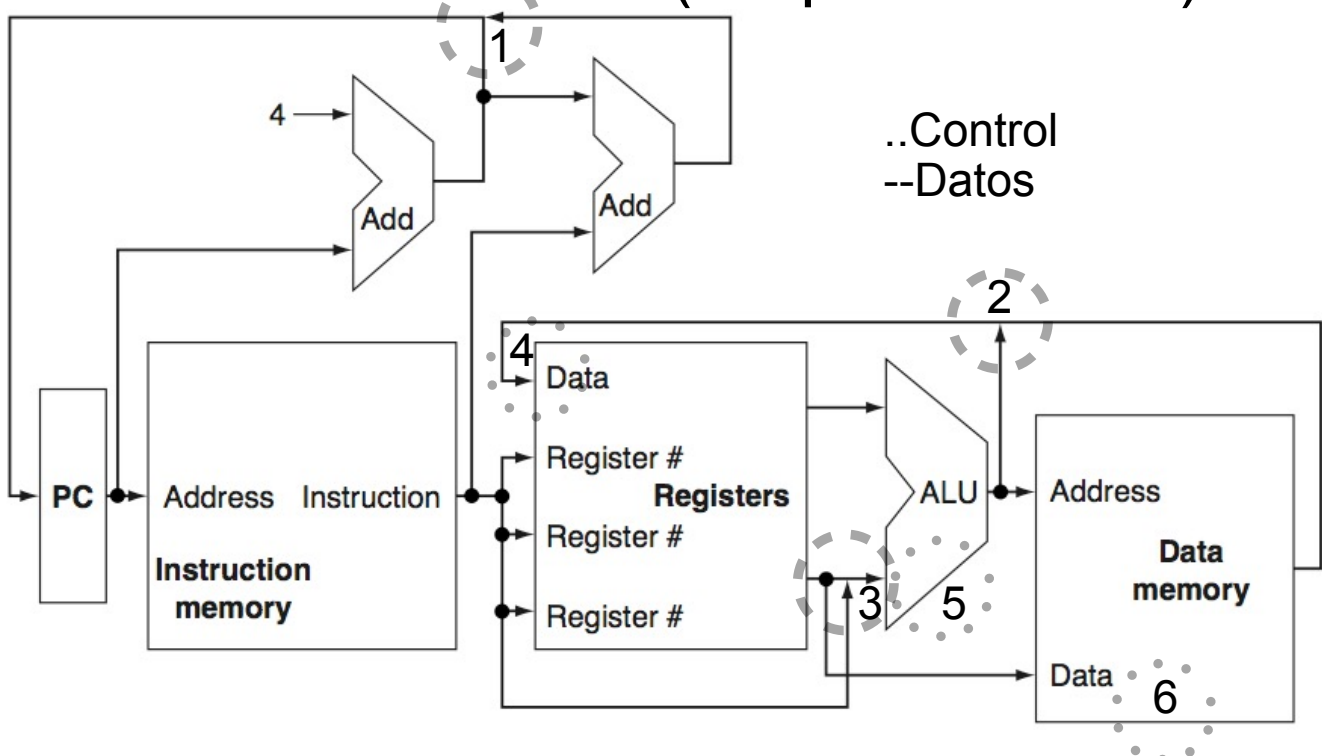 1
4
Add
Add
..Control
--Datos
2
4
Data
PC
Address
Instruction
Register #
Registers
ALU
Address
Instruction
memory
Register #
Data
memory
3
5
Register #
Data
6